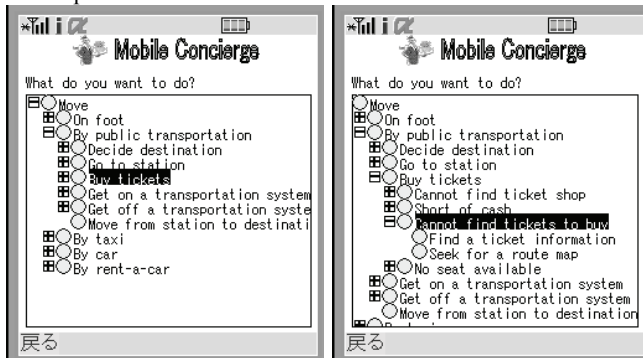 Mobile Concierge
What do you want to do?
Move
On foot
By public transportation
Decide destination
Go to station
Buy tickets
Get on a transportation system
Get off a transportation syste
Move from station to destinati
By taxi
By car
By rent-a-car
戻る
Mobile Concierge
What do you want to do?
Move
On foot
By public transportation
Decide destination
Go to station
Buy tickets
Cannot find ticket shop
Short of cash
Cannot find tickets to buy
Find a ticket information
Seek for a route map
No seat available
Get on a transportation system
Get off a transportation system
Move from station to destination
戻る